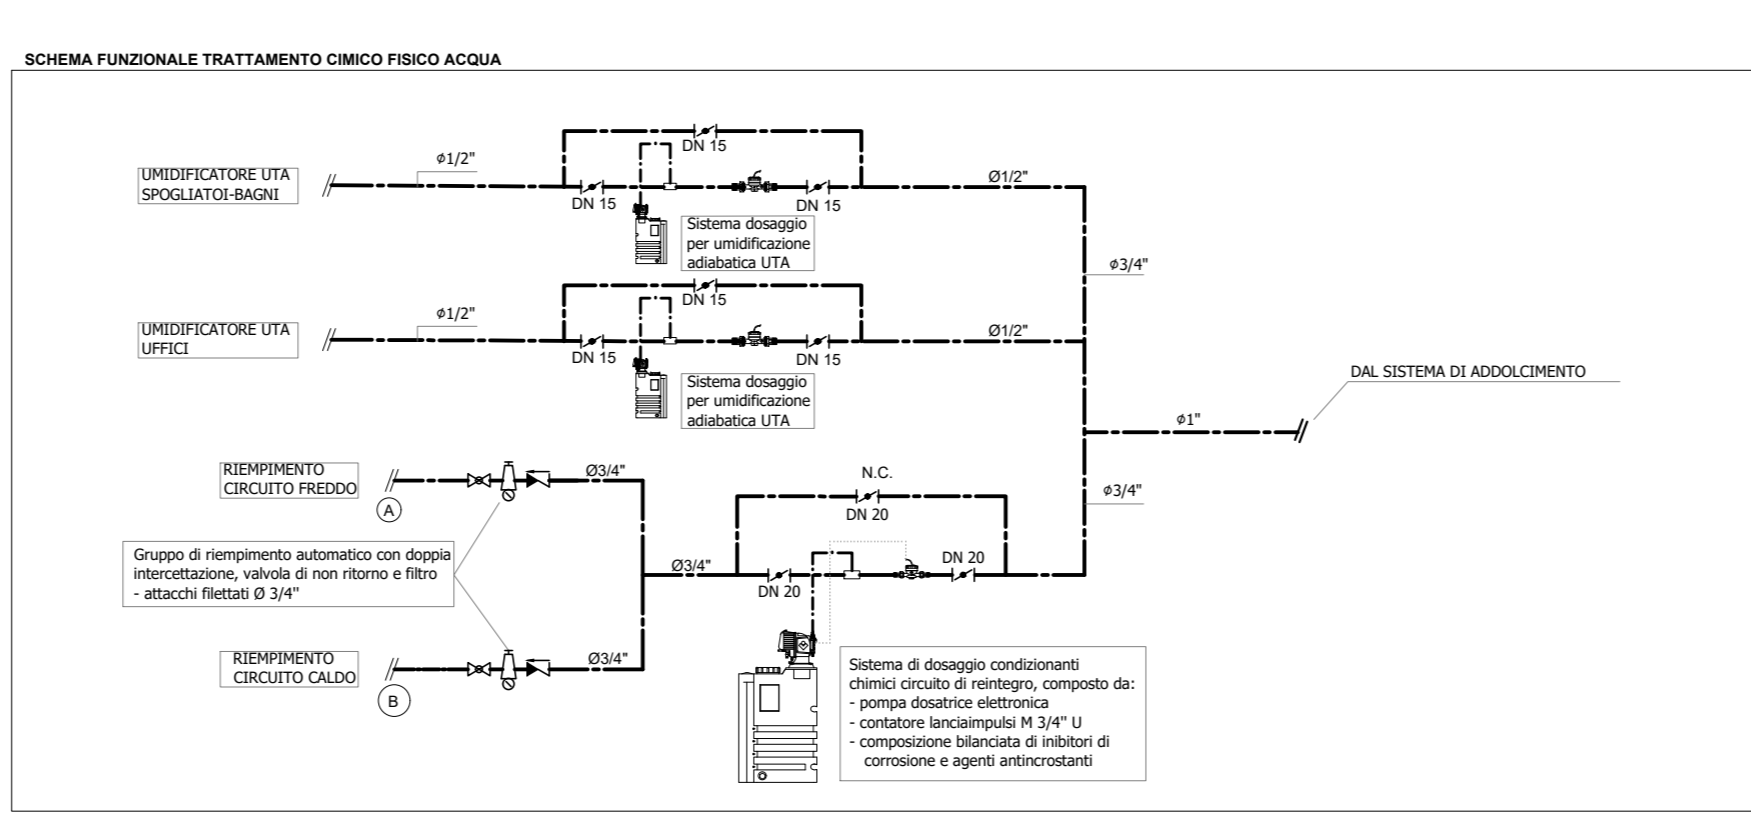 SCHEMA FUNZIONALE TRATTAMENTO CIMICO FISICO ACQUA
DN 15
UMIDIFICATORE UTA
SPOGLIATOI-BAGNI
ø1/2"
DN 15
DN 15
Ø1/2"
Sistema dosaggio
per umidificazione
adiabatica UTA
ø3/4"
DN 15
UMIDIFICATORE UTA
UFFICI
ø1/2"
DN 15
DN 15
Ø1/2"
Sistema dosaggio
per umidificazione
adiabatica UTA
DAL SISTEMA DI ADDOLCIMENTO
ø1"
RIEMPIMENTO
CIRCUITO FREDDO
A
Ø3/4"
N.C.
DN 20
ø3/4"
Gruppo di riempimento automatico con doppia
intercettazione, valvola di non ritorno e filtro
- attacchi filettati Ø 3/4"
Ø3/4"
DN 20
DN 20
RIEMPIMENTO
CIRCUITO CALDO
B
Ø3/4"
Sistema di dosaggio condizionanti
chimici circuito di reintegro, composto da:
- pompa dosatrice elettronica
- contatore lanciaimpulsi M 3/4" U
- composizione bilanciata di inibitori di
corrosione e agenti antincrostanti